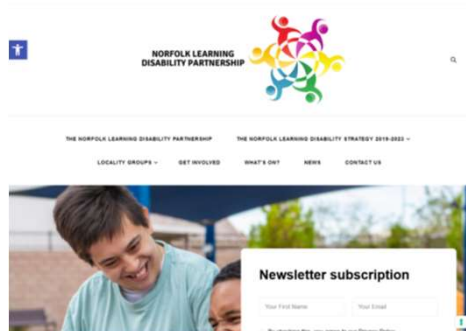 NORFOLK LEARNING
DISABILITY PARTNERSHIP
THE NORFOLK LEARNING DISABILITY PARTNERSHIP THE NORFOLK LEARNING DISABILITY STRATEGY 2018-2023
LOCALITY GROUPS GET INVOLVED WHAT'S ON? NEWS CONTACT US
Newsletter subscription
Your First Name Your Email